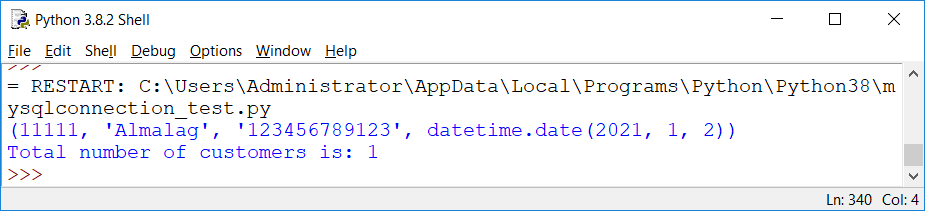 Python 3.8.2 Shell
File Edit Shell Debug Options Window Help
>>>
= RESTART: C:\Users\Administrator\AppData\Local\Programs\Python\Python38\m
ysqlconnection_test.py
(11111, 'Almalag', '123456789123', datetime.date(2021, 1, 2))
Total number of customers is: 1
>>>
Ln: 340 Col: 4